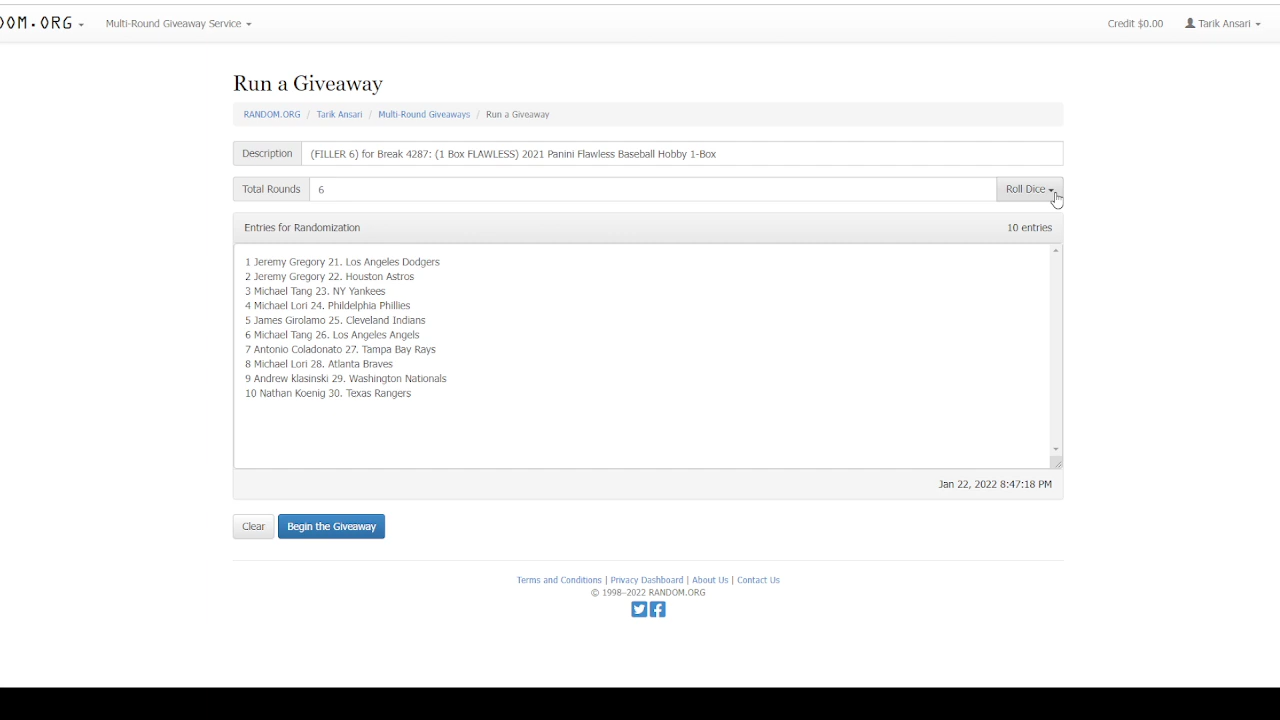 DOM.ORG Multi-Round Giveaway Service Credit $0.00 Tarik Ansari
Run a Giveaway
RANDOM.ORG / Tarik Ansari / Multi-Round Giveaways / Run a Giveaway
Description (FILLER 6) for Break 4287: (1 Box FLAWLESS) 2021 Panini Flawless Baseball Hobby 1-Box
Total Rounds 6 Roll Dice
Entries for Randomization 10 entries
1 Jeremy Gregory 21. Los Angeles Dodgers
2 Jeremy Gregory 22. Houston Astros
3 Michael Tang 23. NY Yankees
4 Michael Lori 24. Phildelphia Phillies
5 James Girolamo 25. Cleveland Indians
6 Michael Tang 26. Los Angeles Angels
7 Antonio Coladonato 27. Tampa Bay Rays
8 Michael Lori 28. Atlanta Braves
9 Andrew klasinski 29. Washington Nationals
10 Nathan Koenig 30. Texas Rangers
Jan 22, 2022 8:47:18 PM
Clear Begin the Giveaway
Terms and Conditions | Privacy Dashboard | About Us | Contact Us
© 1998–2022 RANDOM.ORG